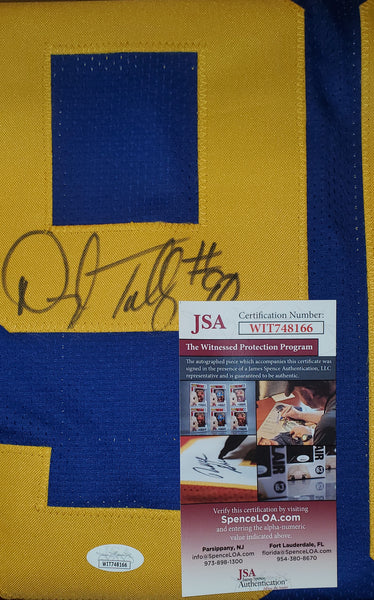 Darryl Talley #90
JSA
Certification Number:
WIT748166
The Witnessed Protection Program
The autographed piece which accompanies this certificate was
signed in the presence of a James Spence Authentication, LLC
representative and is guaranteed to be authentic.
Verify this certification by visiting
SpenceLOA.com
and entering the alpha-numeric
value indicated above.
Parsippany, NJ
info@SpenceLOA.com
973-898-1300
Fort Lauderdale, FL
florida@SpenceLOA.com
954-380-8670
JSA
Authentication
WIT748166